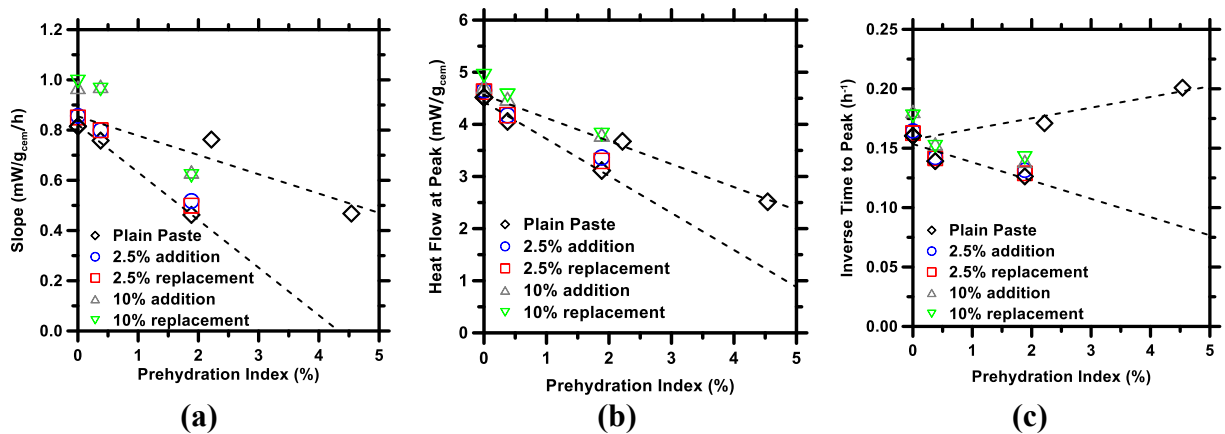 1.2
1.0
0.8
0.6
0.4
0.2
0.0
Slope (mW/gcem/h)
Plain Paste
2.5% addition
2.5% replacement
10% addition
10% replacement
0 1 2 3 4 5
Prehydration Index (%)
(a)
6
5
4
3
2
1
0
Heat Flow at Peak (mW/gcem)
Plain Paste
2.5% addition
2.5% replacement
10% addition
10% replacement
0 1 2 3 4 5
Prehydration Index (%)
(b)
0.25
0.20
0.15
0.10
0.05
0.00
Inverse Time to Peak (h⁻¹)
Plain Paste
2.5% addition
2.5% replacement
10% addition
10% replacement
0 1 2 3 4 5
Prehydration Index (%)
(c)